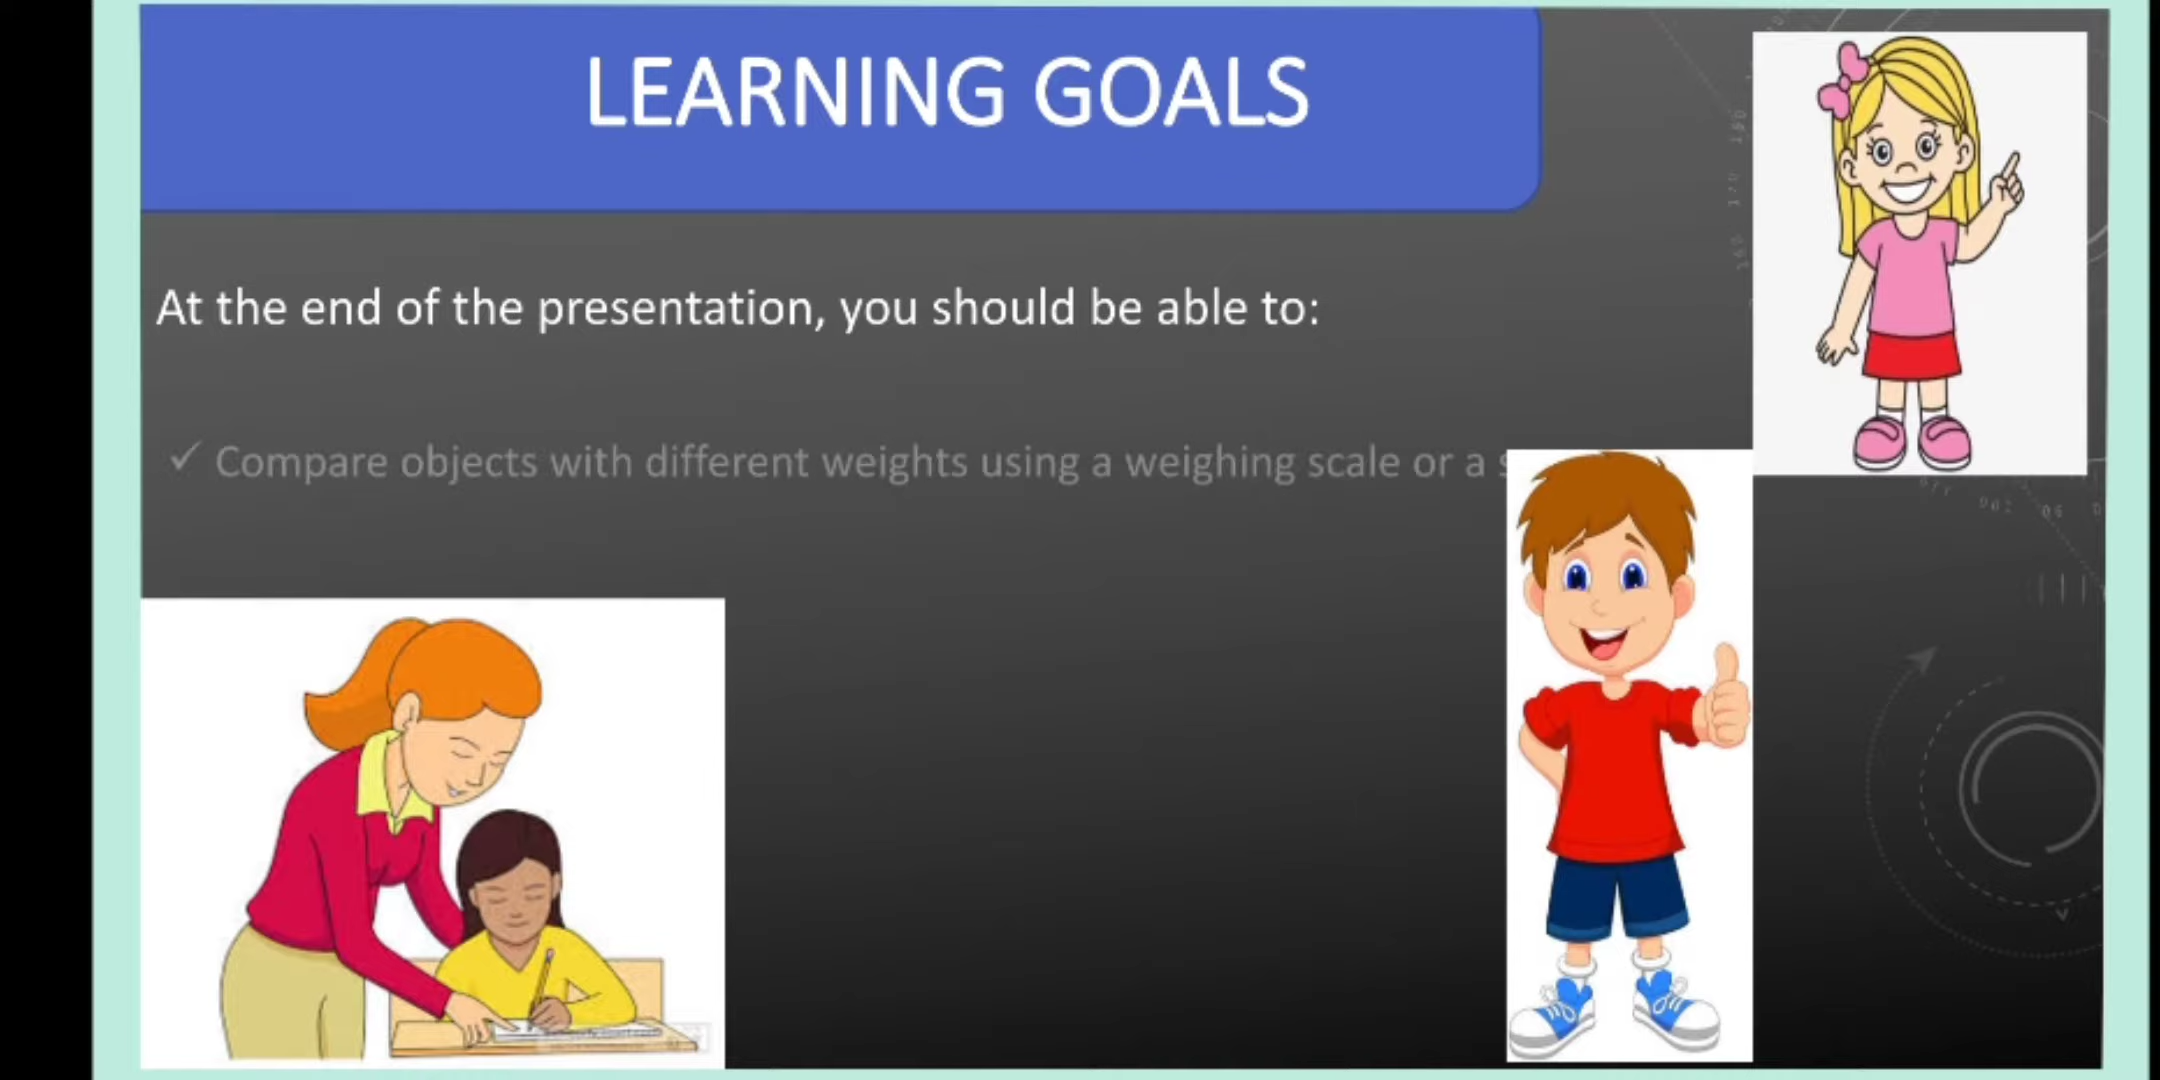 LEARNING GOALS
At the end of the presentation, you should be able to:
✓ Compare objects with different weights using a weighing scale or a